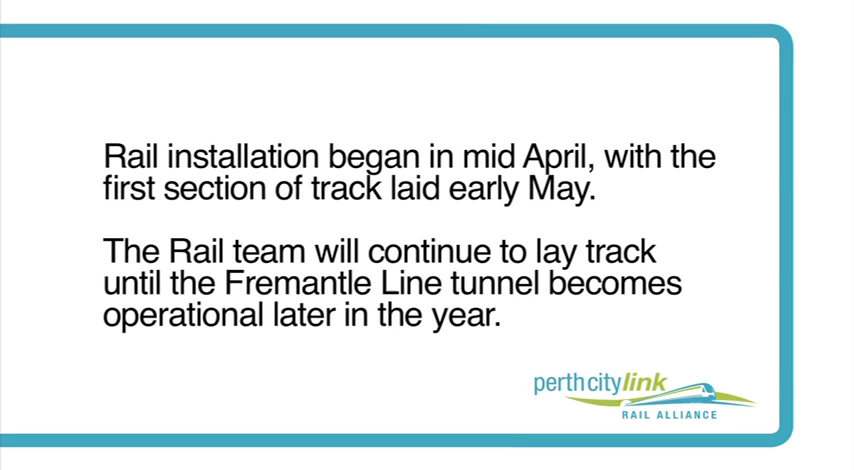 Rail installation began in mid April, with the
first section of track laid early May.
The Rail team will continue to lay track
until the Fremantle Line tunnel becomes
operational later in the year.
perthcitylink
RAIL ALLIANCE